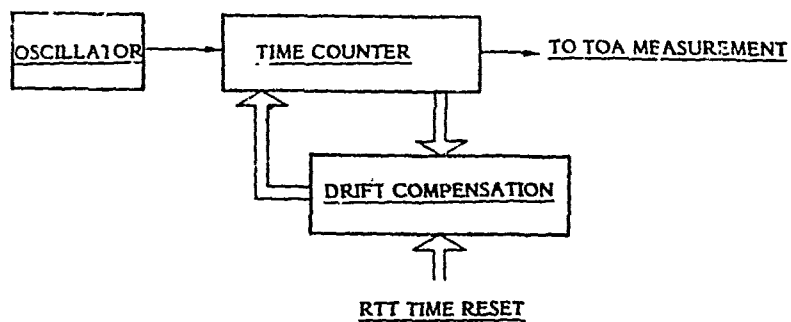 OSCILLATOR
TIME COUNTER
TO TOA MEASUREMENT
DRIFT COMPENSATION
RTT TIME RESET